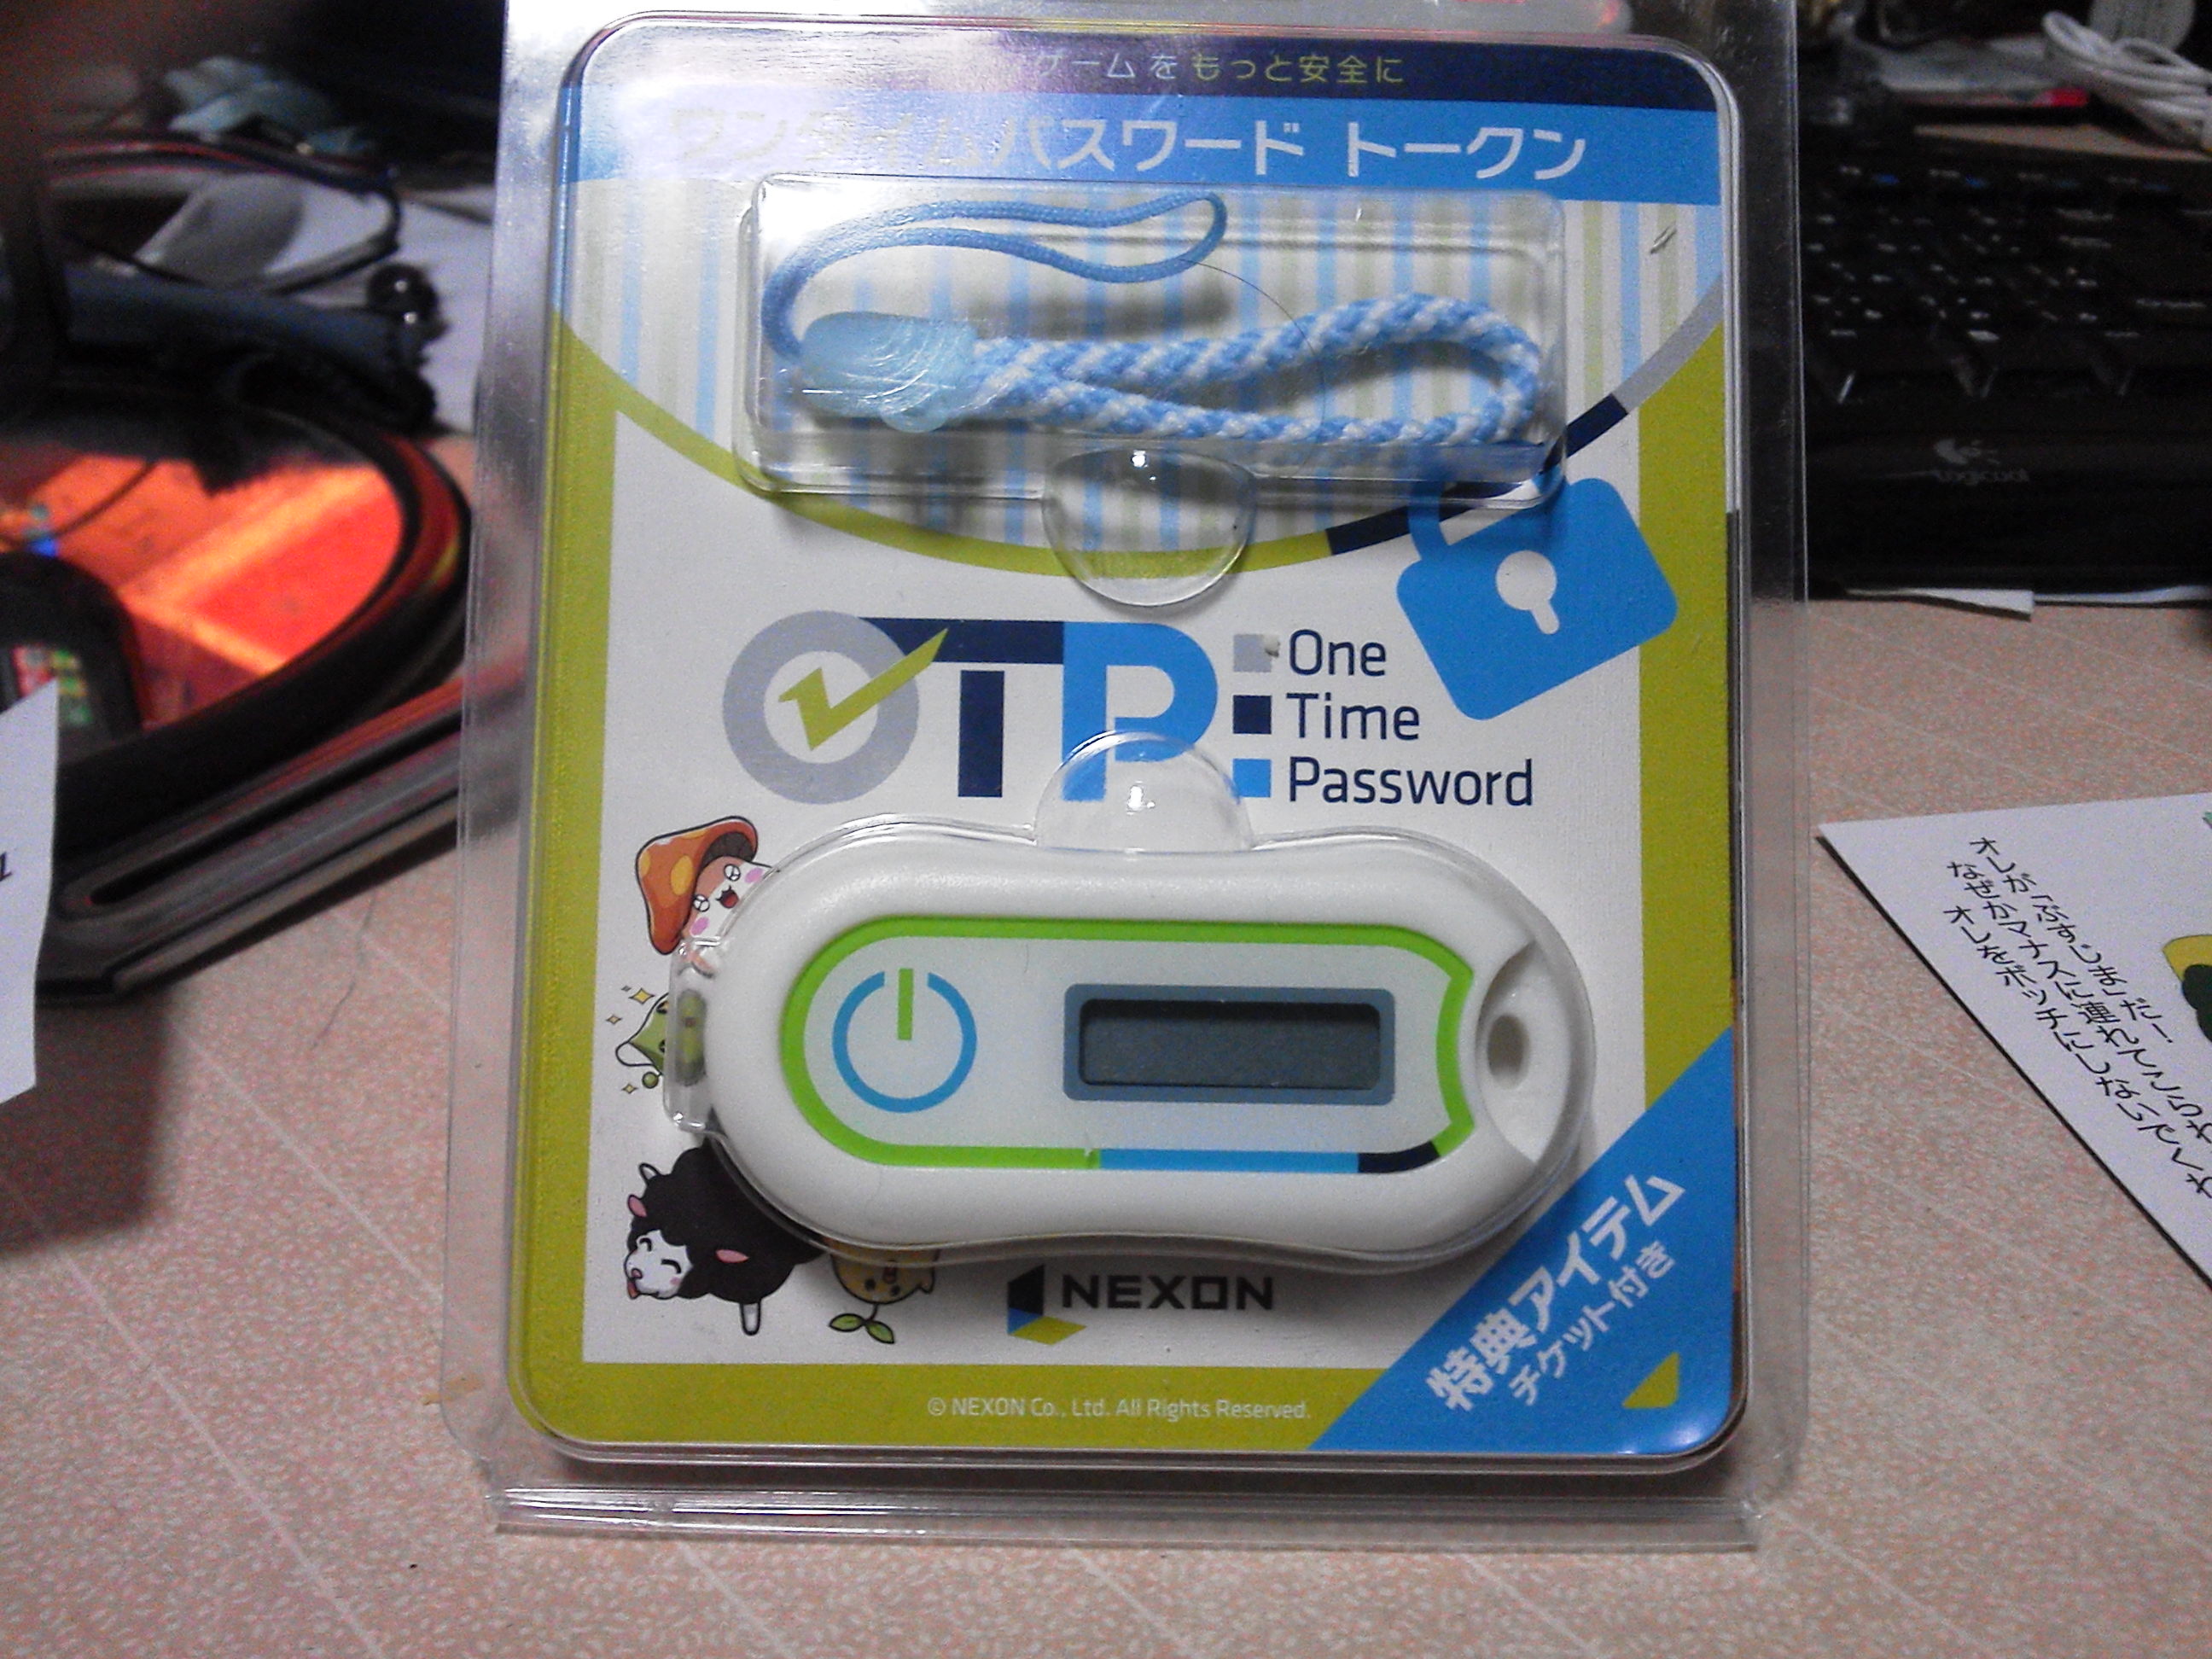 ゲームをもっと安全に
ワンタイムパスワード トークン
OTP
One
Time
Password
NEXON
特典アイテム
チケット付き
© NEXON Co., Ltd. All Rights Reserved.
Logicool
オレが「ぶすじま」だー!
なぜかマナスに連れてこられ
オレをボッチにしないでくれ